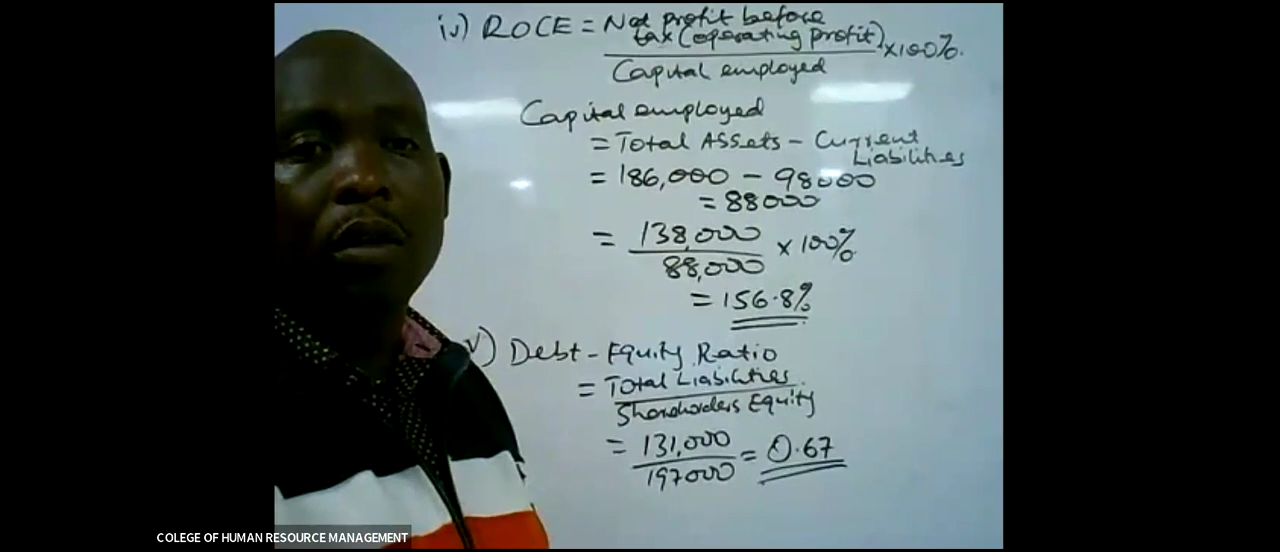 iv) ROCE = Net profit before
tax (operating profit) x100%.
Capital employed
Capital employed
= Total Assets - Current
Liabilities
= 186,000 - 98000
= 88000
= 138,000 x 100%
88,000
= 156.8%
v) Debt - Equity Ratio
= Total Liabilities
Shareholders Equity
= 131,000 = 0.67
197000
COLEGE OF HUMAN RESOURCE MANAGEMENT